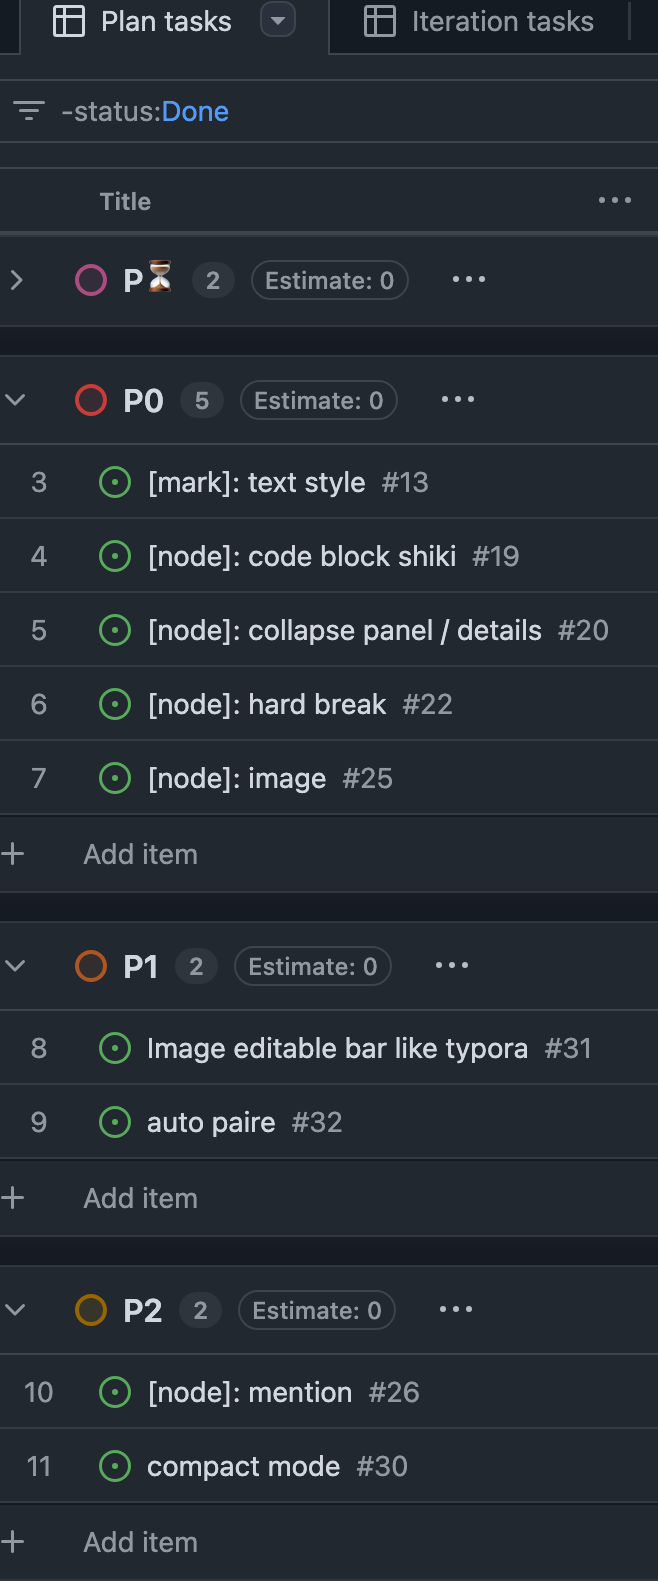 Plan tasks Iteration tasks
-status:Done
Title
P⏳ 2 Estimate: 0
P0 5 Estimate: 0
3 [mark]: text style #13
4 [node]: code block shiki #19
5 [node]: collapse panel / details #20
6 [node]: hard break #22
7 [node]: image #25
Add item
P1 2 Estimate: 0
8 Image editable bar like typora #31
9 auto paire #32
Add item
P2 2 Estimate: 0
10 [node]: mention #26
11 compact mode #30
Add item